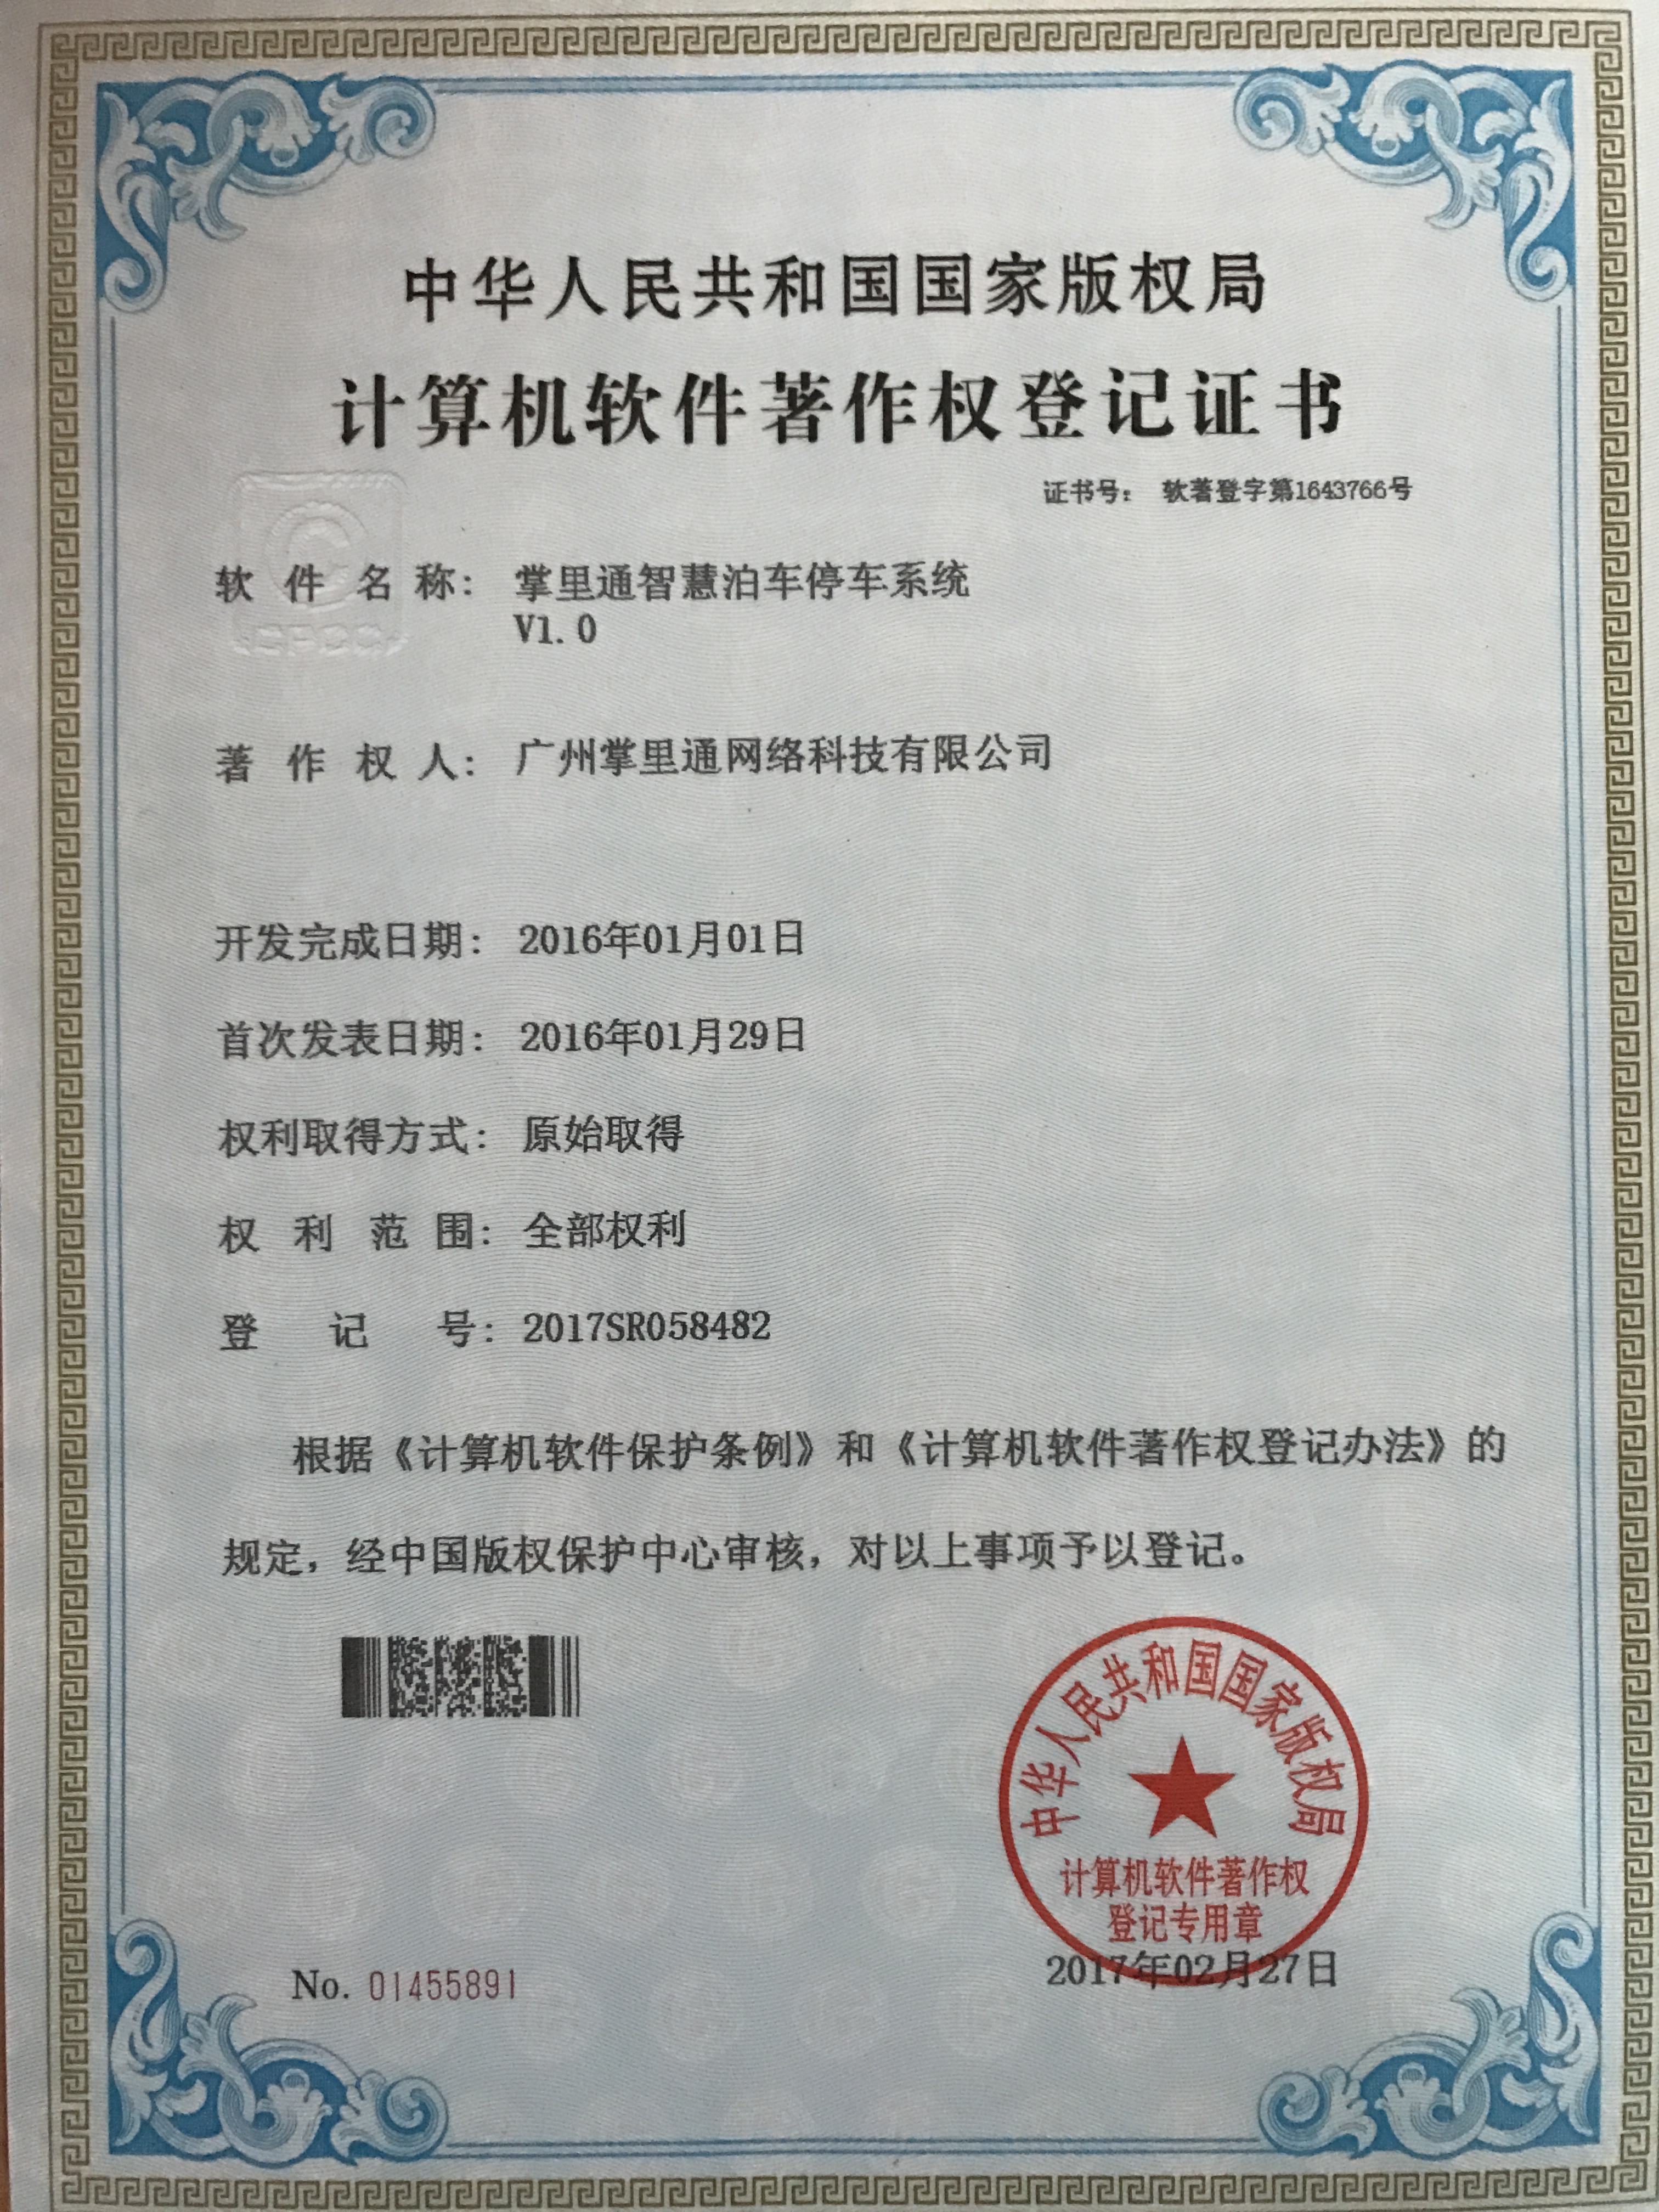 中华人民共和国国家版权局
计算机软件著作权登记证书
证书号： 软著登字第1643766号
软件名称： 掌里通智慧泊车停车系统
V1.0
著作权人： 广州掌里通网络科技有限公司
开发完成日期： 2016年01月01日
首次发表日期： 2016年01月29日
权利取得方式： 原始取得
权利范围： 全部权利
登记号： 2017SR058482
根据《计算机软件保护条例》和《计算机软件著作权登记办法》的
规定，经中国版权保护中心审核，对以上事项予以登记。
中华人民共和国国家版权局
计算机软件著作权
登记专用章
2017年02月27日
No. 01455891